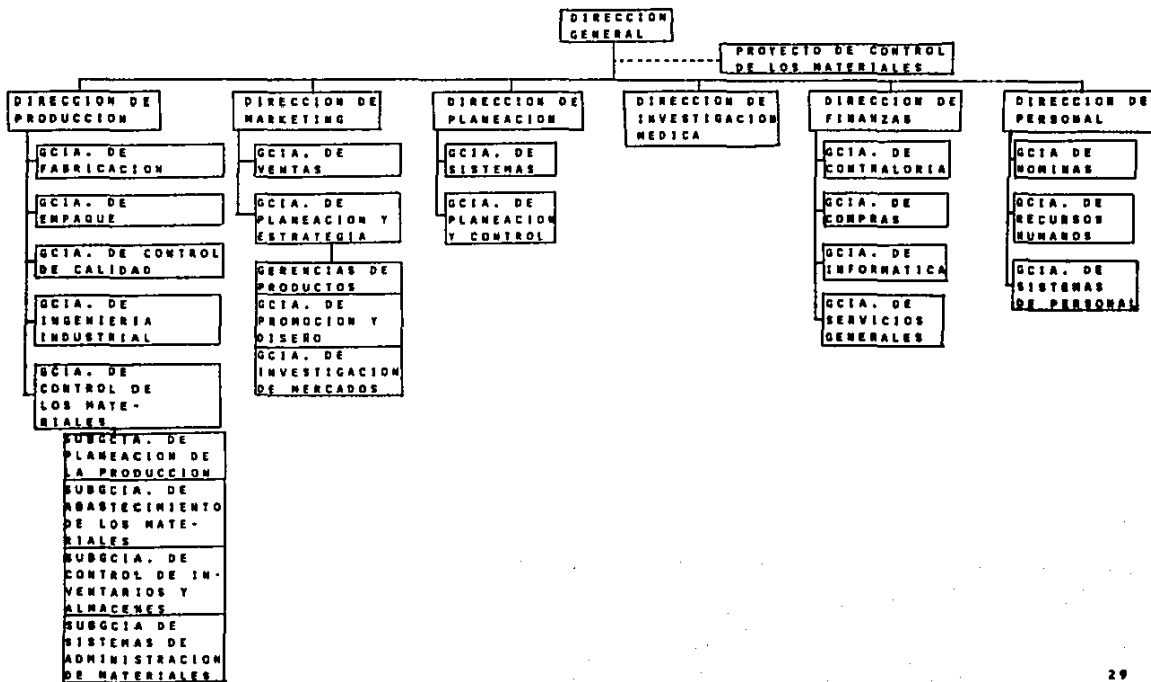 DIRECCION
GENERAL
PROYECTO DE CONTROL
DE LOS MATERIALES
DIRECCION DE
PRODUCCION
GCIA. DE
FABRICACION
GCIA. DE
EMPAQUE
GCIA. DE CONTROL
DE CALIDAD
GCIA. DE
INGENIERIA
INDUSTRIAL
GCIA. DE
CONTROL DE
LOS MATE-
RIALES
SUBGCIA. DE
PLANEACION DE
LA PRODUCCION
SUBGCIA. DE
ABASTECIMIENTO
DE LOS MATE-
RIALES
SUBGCIA. DE
CONTROL DE IN-
VENTARIOS Y
ALMACENES
SUBGCIA DE
SISTEMAS DE
ADMINISTRACION
DE MATERIALES
DIRECCION DE
MARKETING
GCIA. DE
VENTAS
GCIA. DE
PLANEACION Y
ESTRATEGIA
GERENCIAS DE
PRODUCTOS
GCIA. DE
PROMOCION Y
DISEÑO
GCIA. DE
INVESTIGACION
DE MERCADOS
DIRECCION DE
PLANEACION
GCIA. DE
SISTEMAS
GCIA. DE
PLANEACION
Y CONTROL
DIRECCION DE
INVESTIGACION
MEDICA
DIRECCION DE
FINANZAS
GCIA. DE
CONTRALORIA
GCIA. DE
COMPRAS
GCIA. DE
INFORMATICA
GCIA. DE
SERVICIOS
GENERALES
DIRECCION DE
PERSONAL
GCIA DE
NOMINAS
GCIA. DE
RECURSOS
HUMANOS
GCIA. DE
SISTEMAS
DE PERSONAL
29